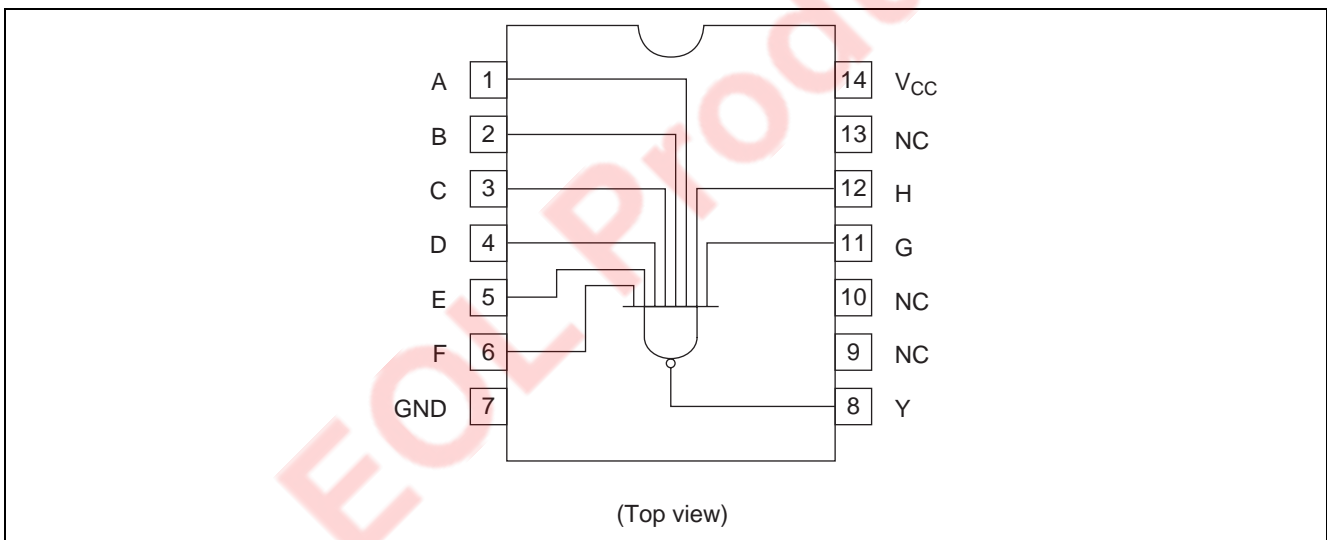 A 1 14 VCC
B 2 13 NC
C 3 12 H
D 4 11 G
E 5 10 NC
F 6 9 NC
GND 7 8 Y
(Top view)
EOL Produ